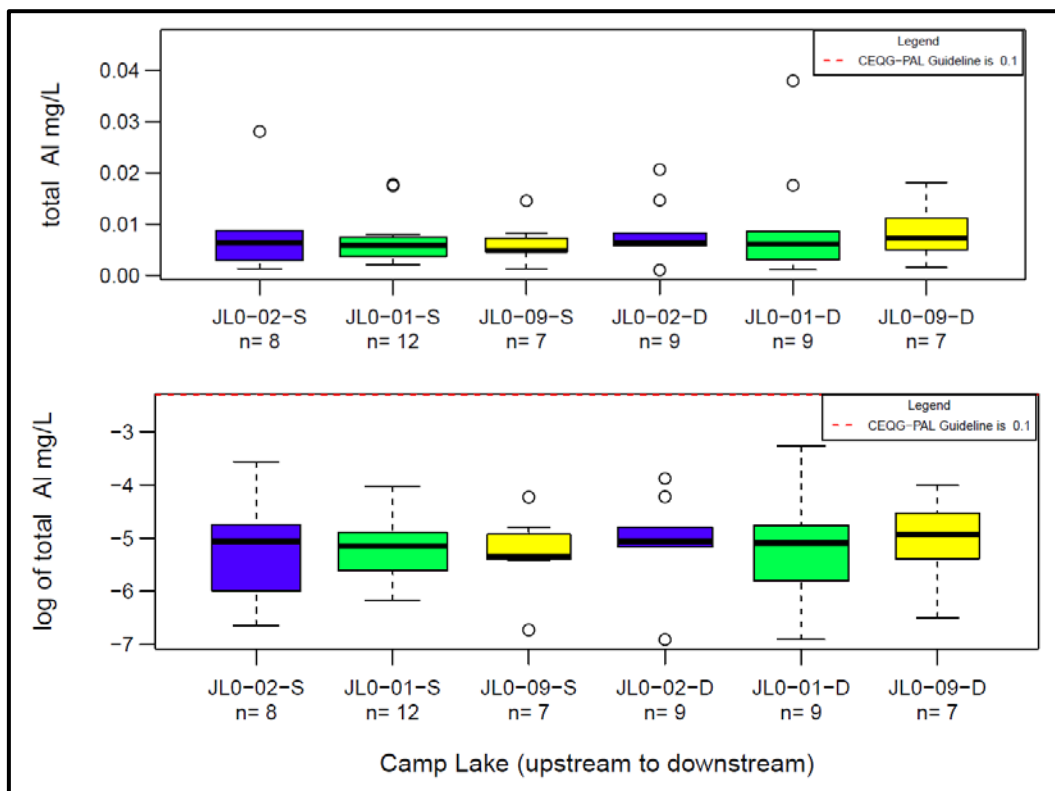 Legend
CEQG-PAL Guideline is 0.1
total Al mg/L
0.04
0.03
0.02
0.01
0.00
JL0-02-S JL0-01-S JL0-09-S JL0-02-D JL0-01-D JL0-09-D
n= 8 n= 12 n= 7 n= 9 n= 9 n= 7
Legend
CEQG-PAL Guideline is 0.1
log of total Al mg/L
-3
-4
-5
-6
-7
JL0-02-S JL0-01-S JL0-09-S JL0-02-D JL0-01-D JL0-09-D
n= 8 n= 12 n= 7 n= 9 n= 9 n= 7
Camp Lake (upstream to downstream)